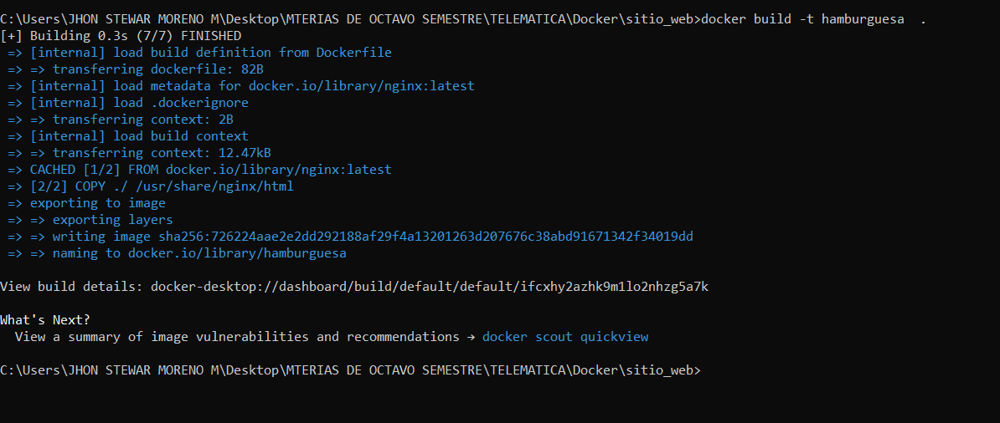 C:\Users\JHON STEWAR MORENO M\Desktop\MTERIAS DE OCTAVO SEMESTRE\TELEMATICA\Docker\sitio_web>docker build -t hamburguesa  .
[+] Building 0.3s (7/7) FINISHED
 => [internal] load build definition from Dockerfile
 => => transferring dockerfile: 82B
 => [internal] load metadata for docker.io/library/nginx:latest
 => [internal] load .dockerignore
 => => transferring context: 2B
 => [internal] load build context
 => => transferring context: 12.47kB
 => CACHED [1/2] FROM docker.io/library/nginx:latest
 => [2/2] COPY ./ /usr/share/nginx/html
 => exporting to image
 => => exporting layers
 => => writing image sha256:726224aae2e2dd292188af29f4a13201263d207676c38abd91671342f34019dd
 => => naming to docker.io/library/hamburguesa
View build details: docker-desktop://dashboard/build/default/default/ifcxhy2azhk9m1lo2nhzg5a7k
What's Next?
  View a summary of image vulnerabilities and recommendations → docker scout quickview
C:\Users\JHON STEWAR MORENO M\Desktop\MTERIAS DE OCTAVO SEMESTRE\TELEMATICA\Docker\sitio_web>